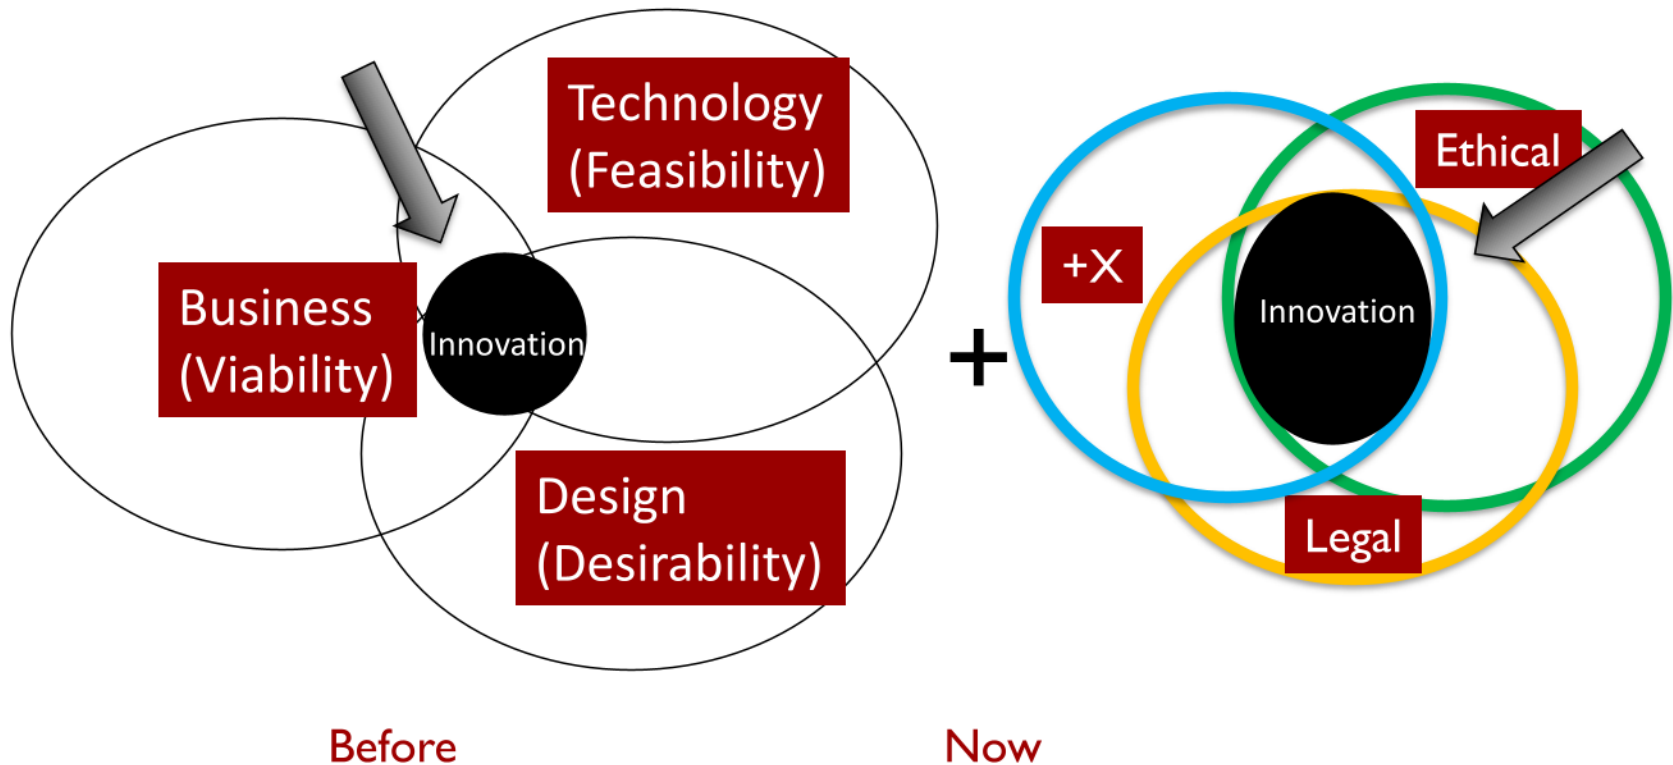 Technology
(Feasibility)
Business
(Viability)
Innovation
Design
(Desirability)
+
Ethical
+X
Innovation
Legal
Before
Now